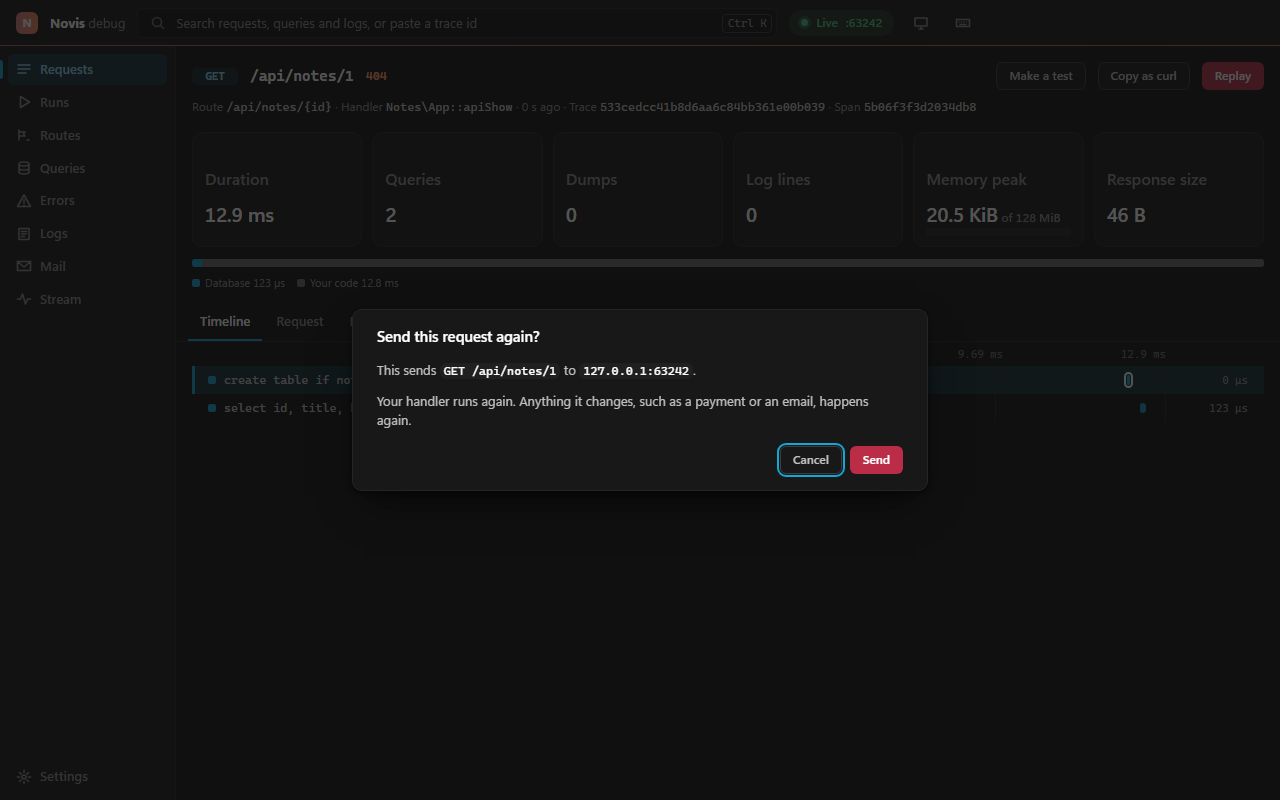 N Novis debug Search requests, queries and logs, or paste a trace id Ctrl K Live :63242
Requests
Runs
Routes
Queries
Errors
Logs
Mail
Stream
Settings
GET /api/notes/1 404 Make a test Copy as curl Replay
Route /api/notes/{id} · Handler Notes\App::apiShow · 0 s ago · Trace 533cedcc41b8d6aa6c84bb361e00b039 · Span 5b06f3f3d2034db8
Duration Queries Dumps Log lines Memory peak Response size
12.9 ms 2 0 0 20.5 KiB of 128 MiB 46 B
Database 123 µs Your code 12.8 ms
Timeline Request
9.69 ms 12.9 ms
create table if no 0 µs
select id, title, 123 µs
Send this request again?
This sends GET /api/notes/1 to 127.0.0.1:63242.
Your handler runs again. Anything it changes, such as a payment or an email, happens
again.
Cancel Send